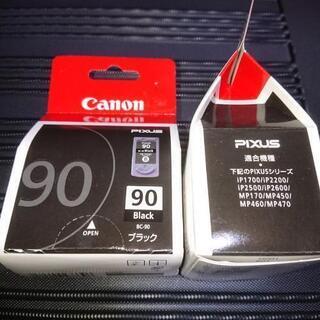 Canon
PIXUS
90
90
90
Black
BC-90
ブラック
OPEN
PIXUS
適合機種
下記のPIXUSシリーズ
iP1700/iP2200/
iP2500/iP2600/
MP170/MP450/
MP460/MP470